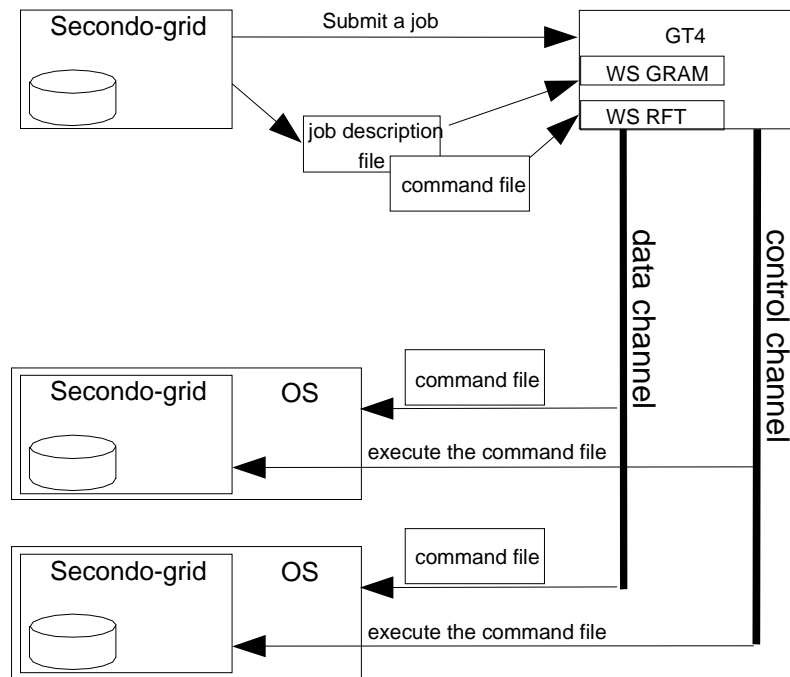 Secondo-grid
Submit a job
GT4
WS GRAM
WS RFT
job description
file
command file
data channel
control channel
command file
Secondo-grid
OS
execute the command file
command file
Secondo-grid
OS
execute the command file